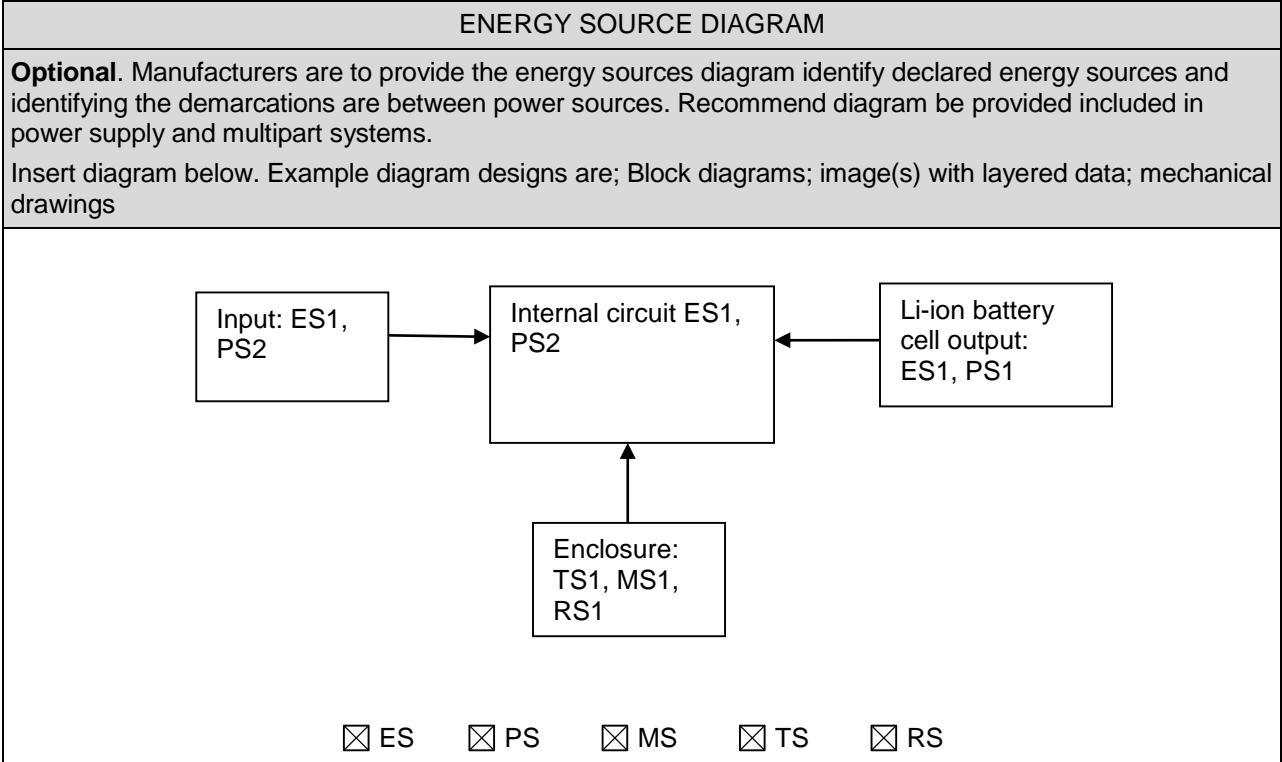 ENERGY SOURCE DIAGRAM
Optional. Manufacturers are to provide the energy sources diagram identify declared energy sources and
identifying the demarcations are between power sources. Recommend diagram be provided included in
power supply and multipart systems.
Insert diagram below. Example diagram designs are; Block diagrams; image(s) with layered data; mechanical
drawings
Input: ES1,
PS2
Internal circuit ES1,
PS2
Li-ion battery
cell output:
ES1, PS1
Enclosure:
TS1, MS1,
RS1
☒ ES ☒ PS ☒ MS ☒ TS ☒ RS